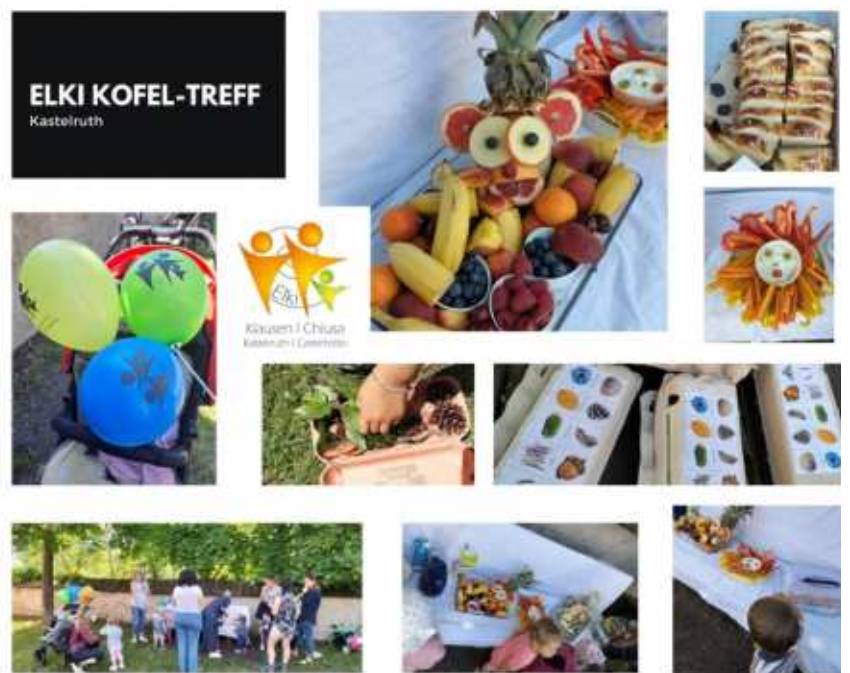 ELKI KOFEL-TREFF
Kastelruth
Elki
Klausen | Chiusa
Kastelruth | Castelrotto